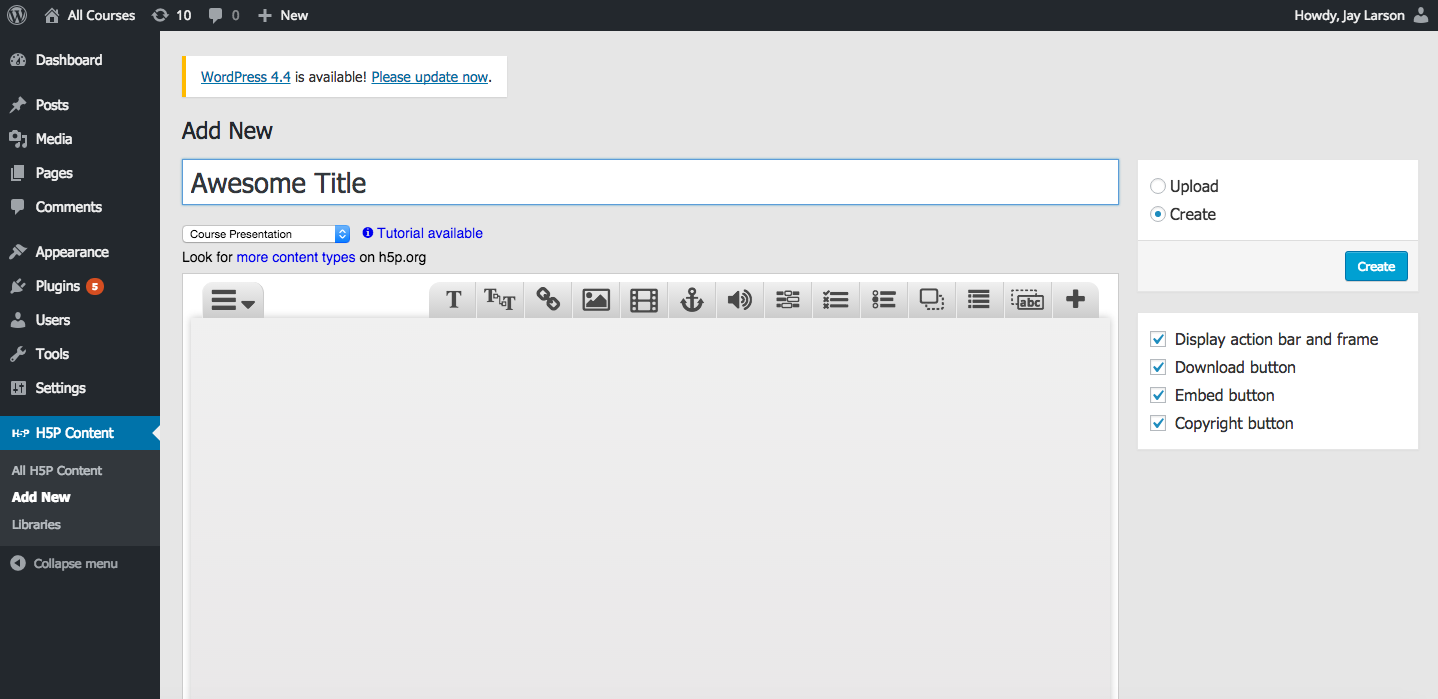 All Courses 10 0 New Howdy, Jay Larson
Dashboard
Posts
Media
Pages
Comments
Appearance
Plugins 5
Users
Tools
Settings
H-P H5P Content
All H5P Content
Add New
Libraries
Collapse menu
WordPress 4.4 is available! Please update now.
Add New
Awesome Title
Course Presentation Tutorial available
Look for more content types on h5p.org
T T T
abc
Upload
Create
Create
Display action bar and frame
Download button
Embed button
Copyright button